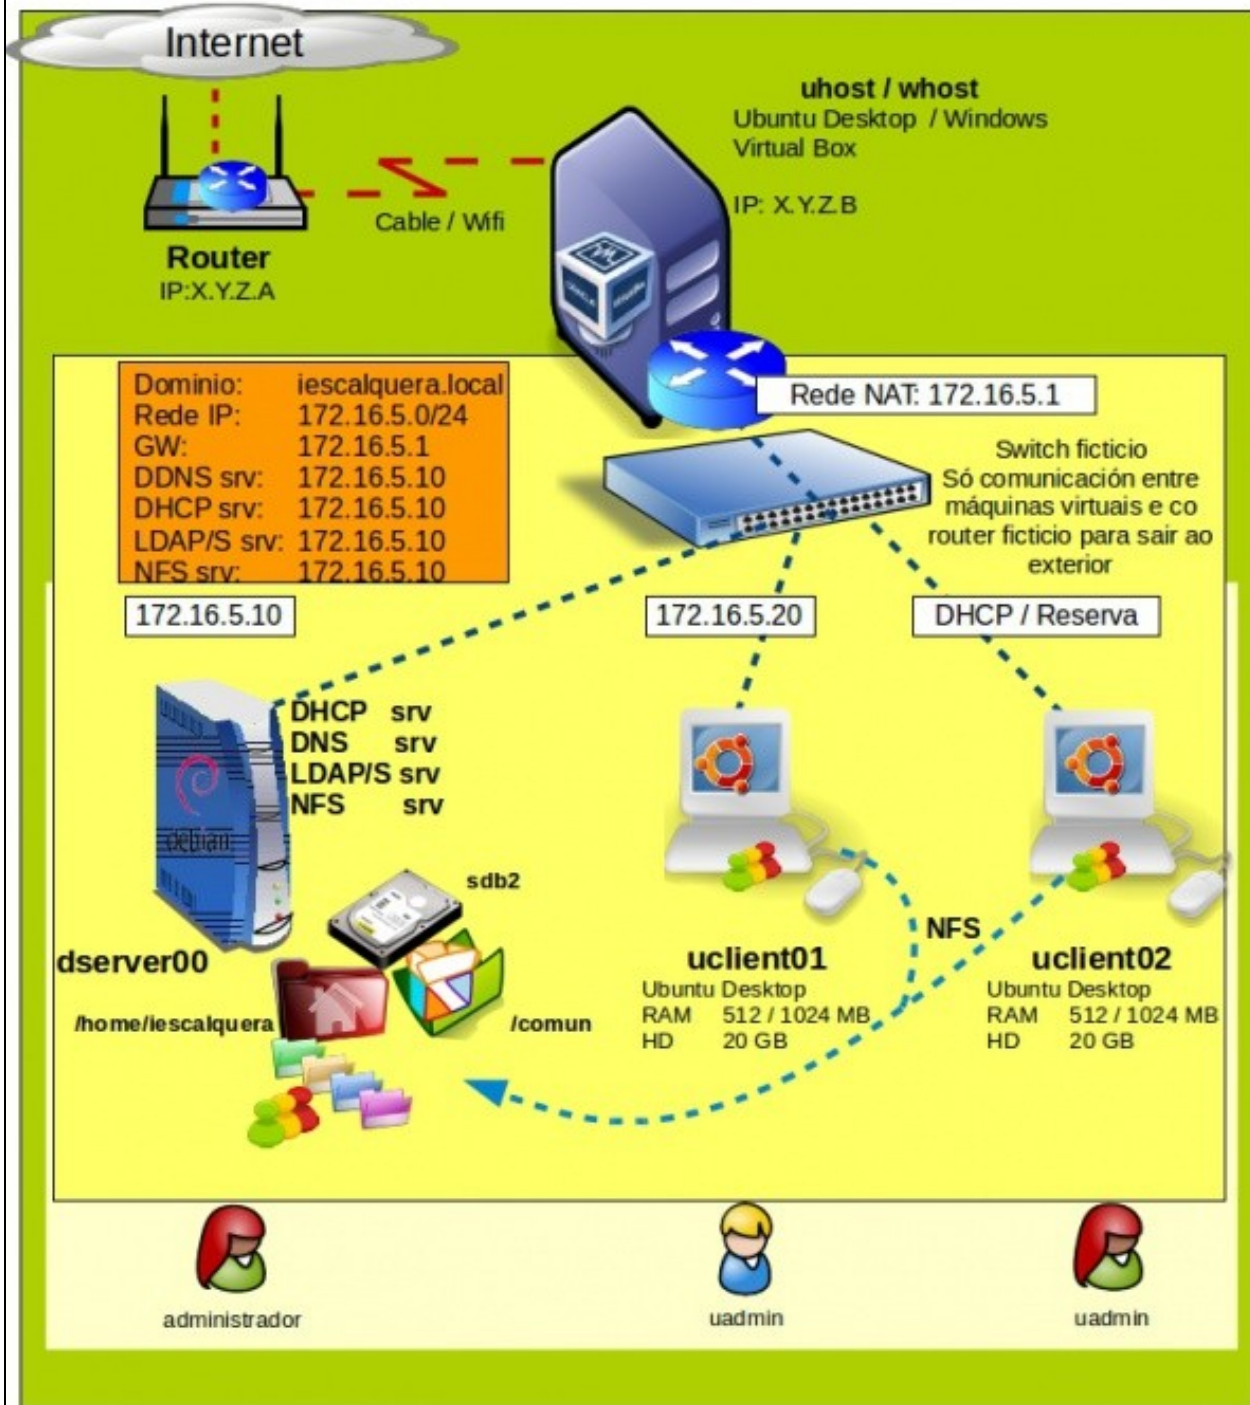 Internet
uhost / whost
Ubuntu Desktop / Windows
Virtual Box
IP: X.Y.Z.B
Cable / Wifi
Router
IP:X.Y.Z.A
Dominio: iescalquera.local
Rede IP: 172.16.5.0/24
GW: 172.16.5.1
DDNS srv: 172.16.5.10
DHCP srv: 172.16.5.10
LDAP/S srv: 172.16.5.10
NFS srv: 172.16.5.10
Rede NAT: 172.16.5.1
Switch ficticio
Só comunicación entre
máquinas virtuais e co
router ficticio para sair ao
exterior
172.16.5.10
172.16.5.20
DHCP / Reserva
DHCP srv
DNS srv
LDAP/S srv
NFS srv
debian
sdb2
dserver00
/home/iescalquera
/comun
NFS
uclient01
Ubuntu Desktop
RAM 512 / 1024 MB
HD 20 GB
uclient02
Ubuntu Desktop
RAM 512 / 1024 MB
HD 20 GB
administrador
uadmin
uadmin